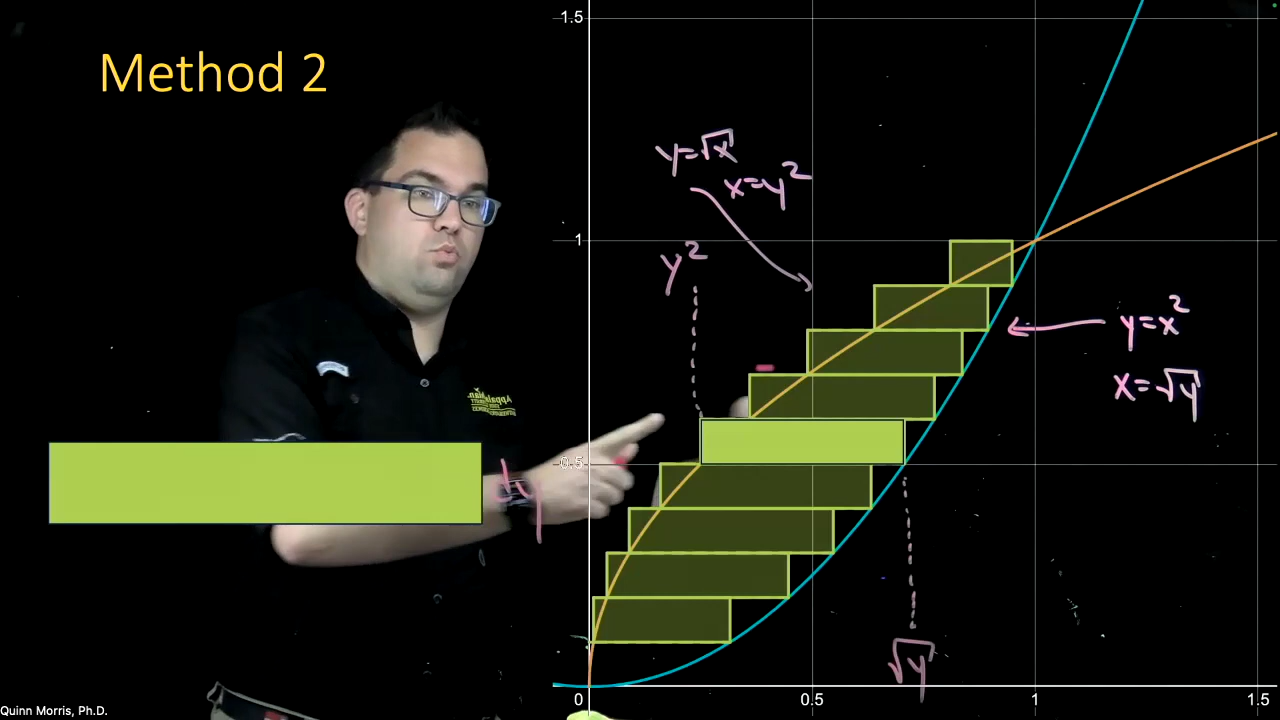 Method 2
1.5
y=√x
x=y²
1
y²
y=x²
x=√y
0.5
dy
√y
0
0.5
1
1.5
Quinn Morris, Ph.D.